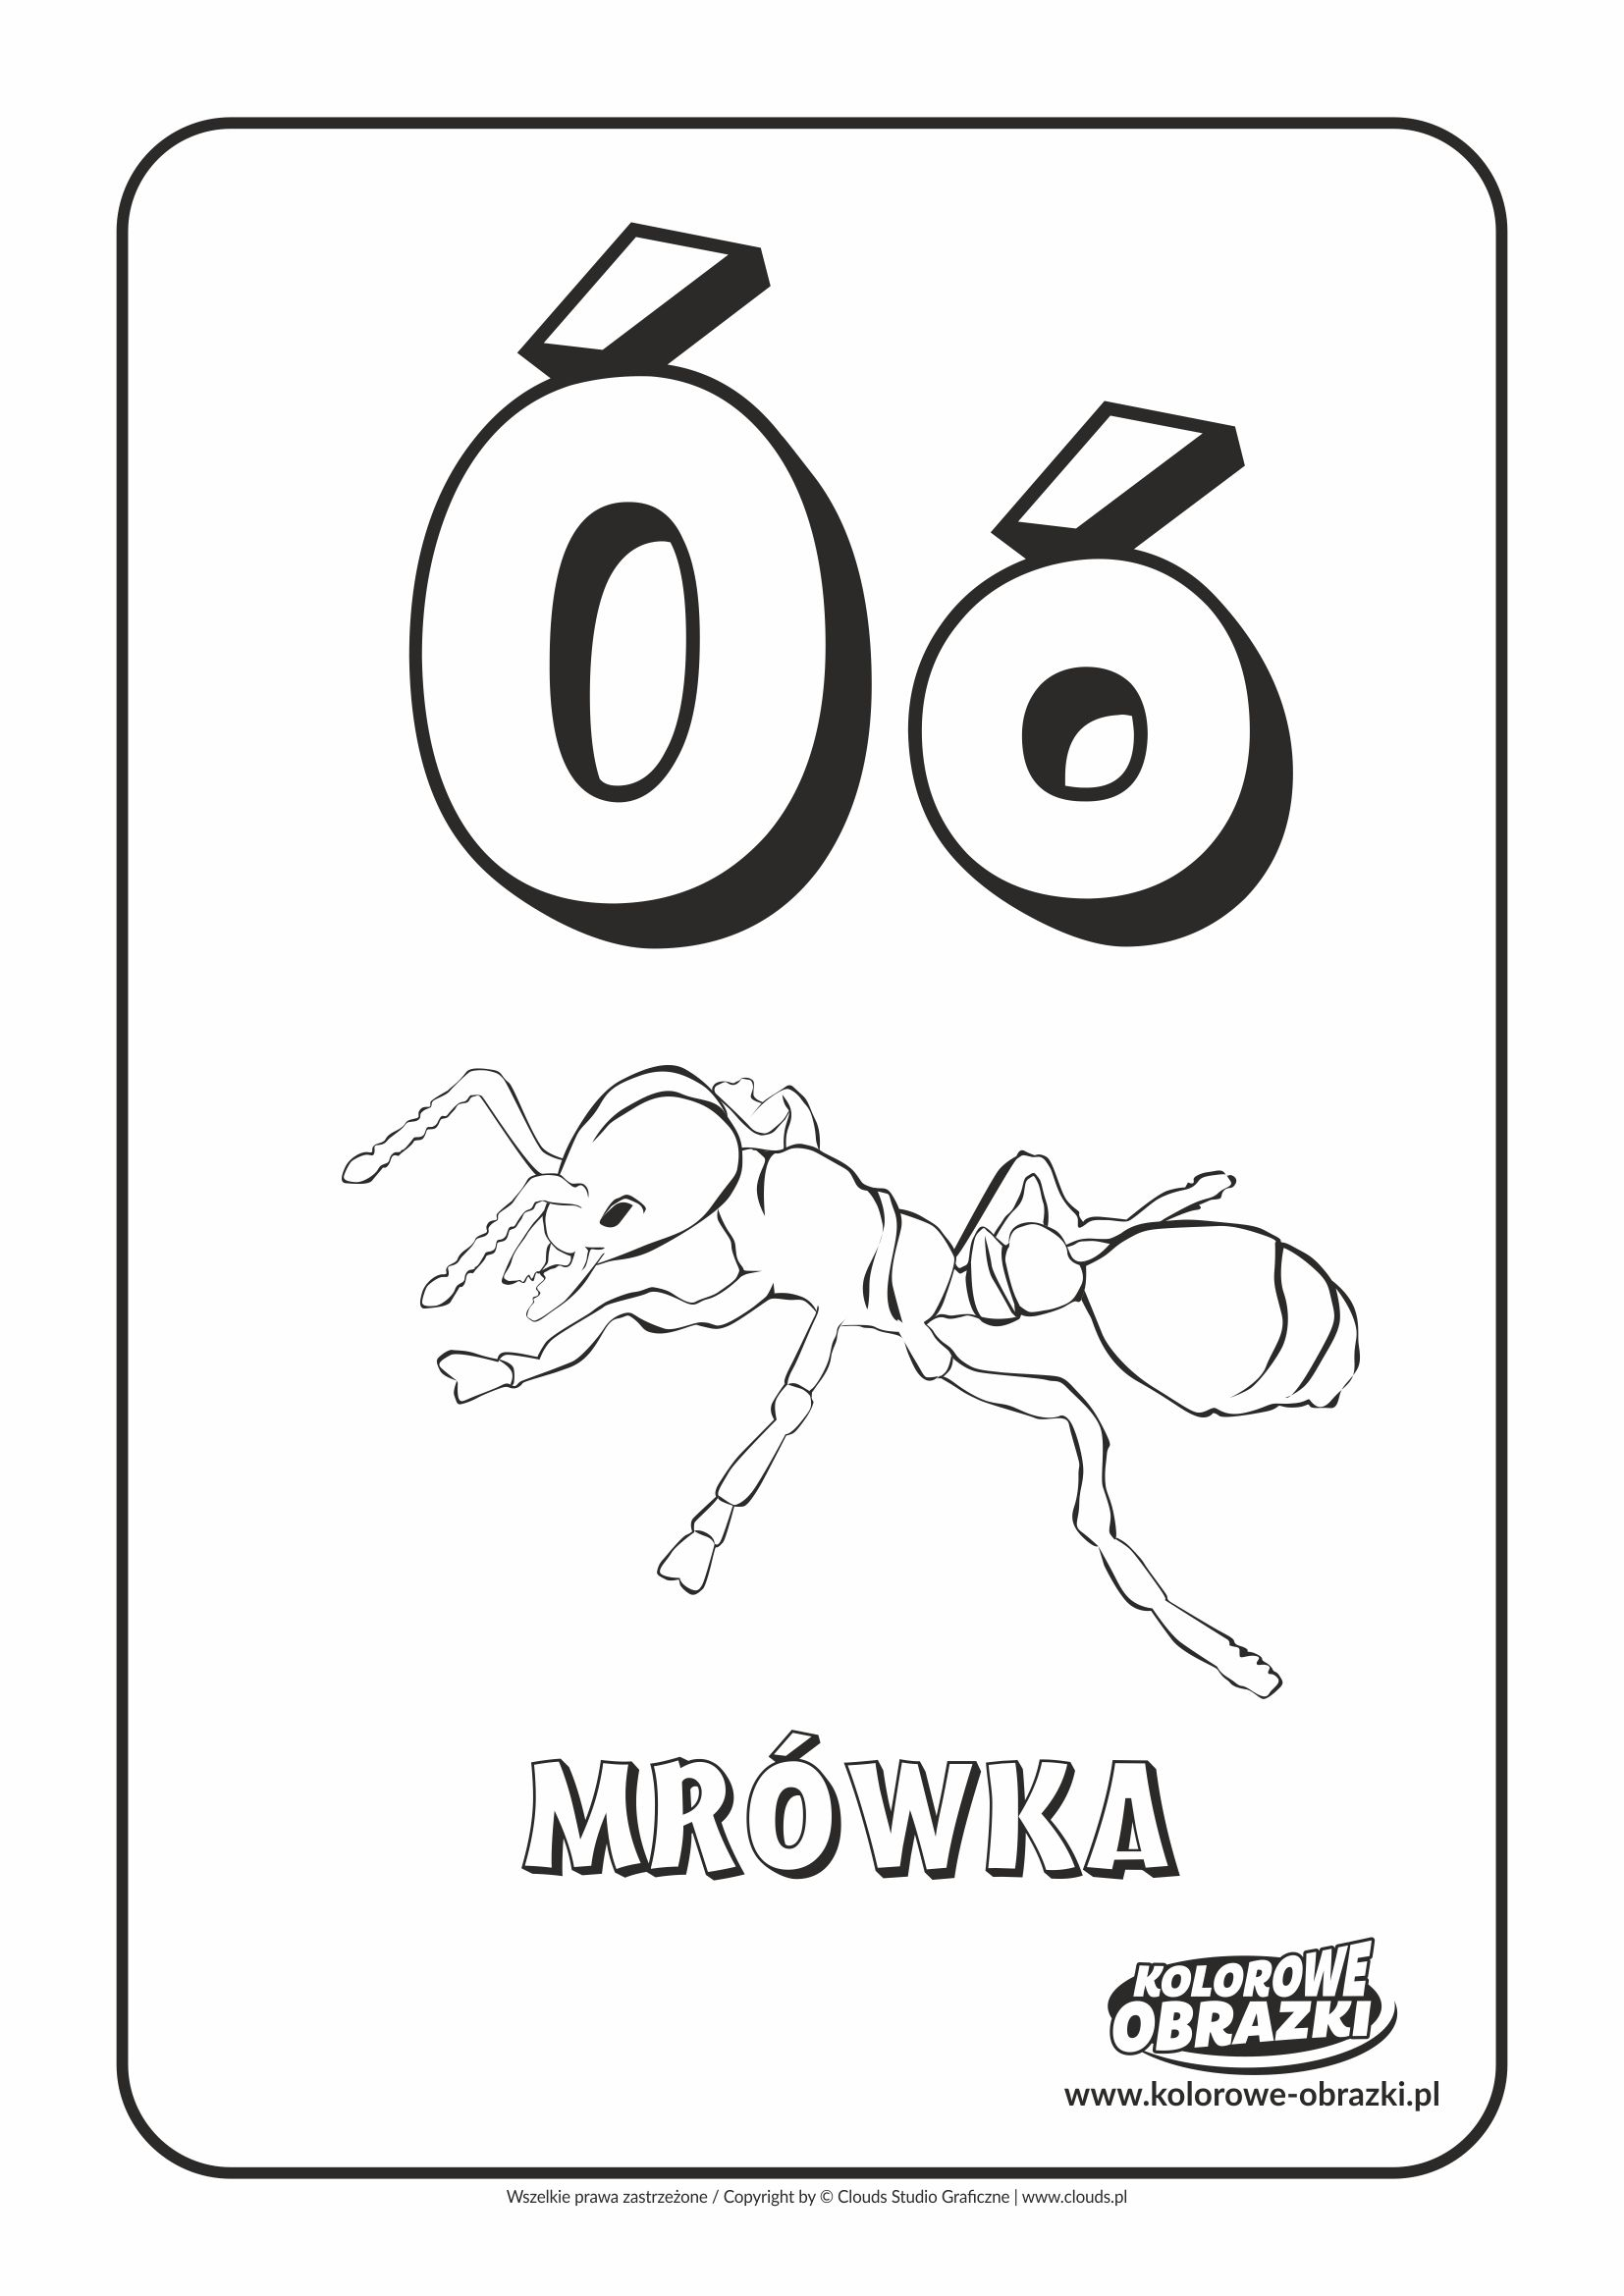 Óó
MRÓWKA
KOLOROWE
OBRAZKI
www.kolorowe-obrazki.pl
Wszelkie prawa zastrzeżone / Copyright by © Clouds Studio Graficzne | www.clouds.pl